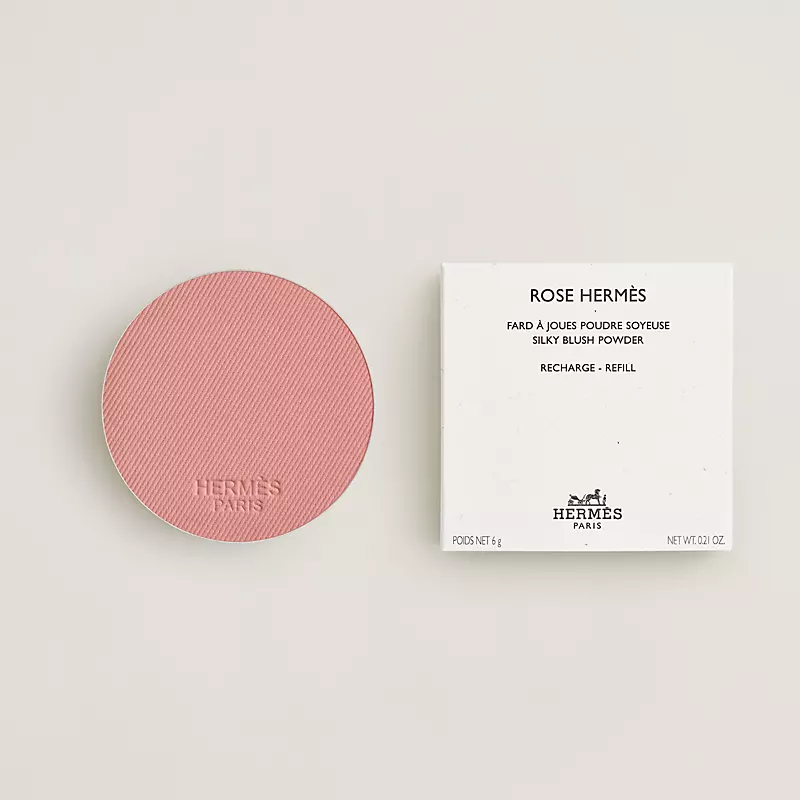 HERMÈS
PARIS
ROSE HERMÈS
FARD À JOUES POUDRE SOYEUSE
SILKY BLUSH POWDER
RECHARGE - REFILL
HERMÈS
PARIS
POIDS NET 6 g
NET WT. 0.21 OZ.